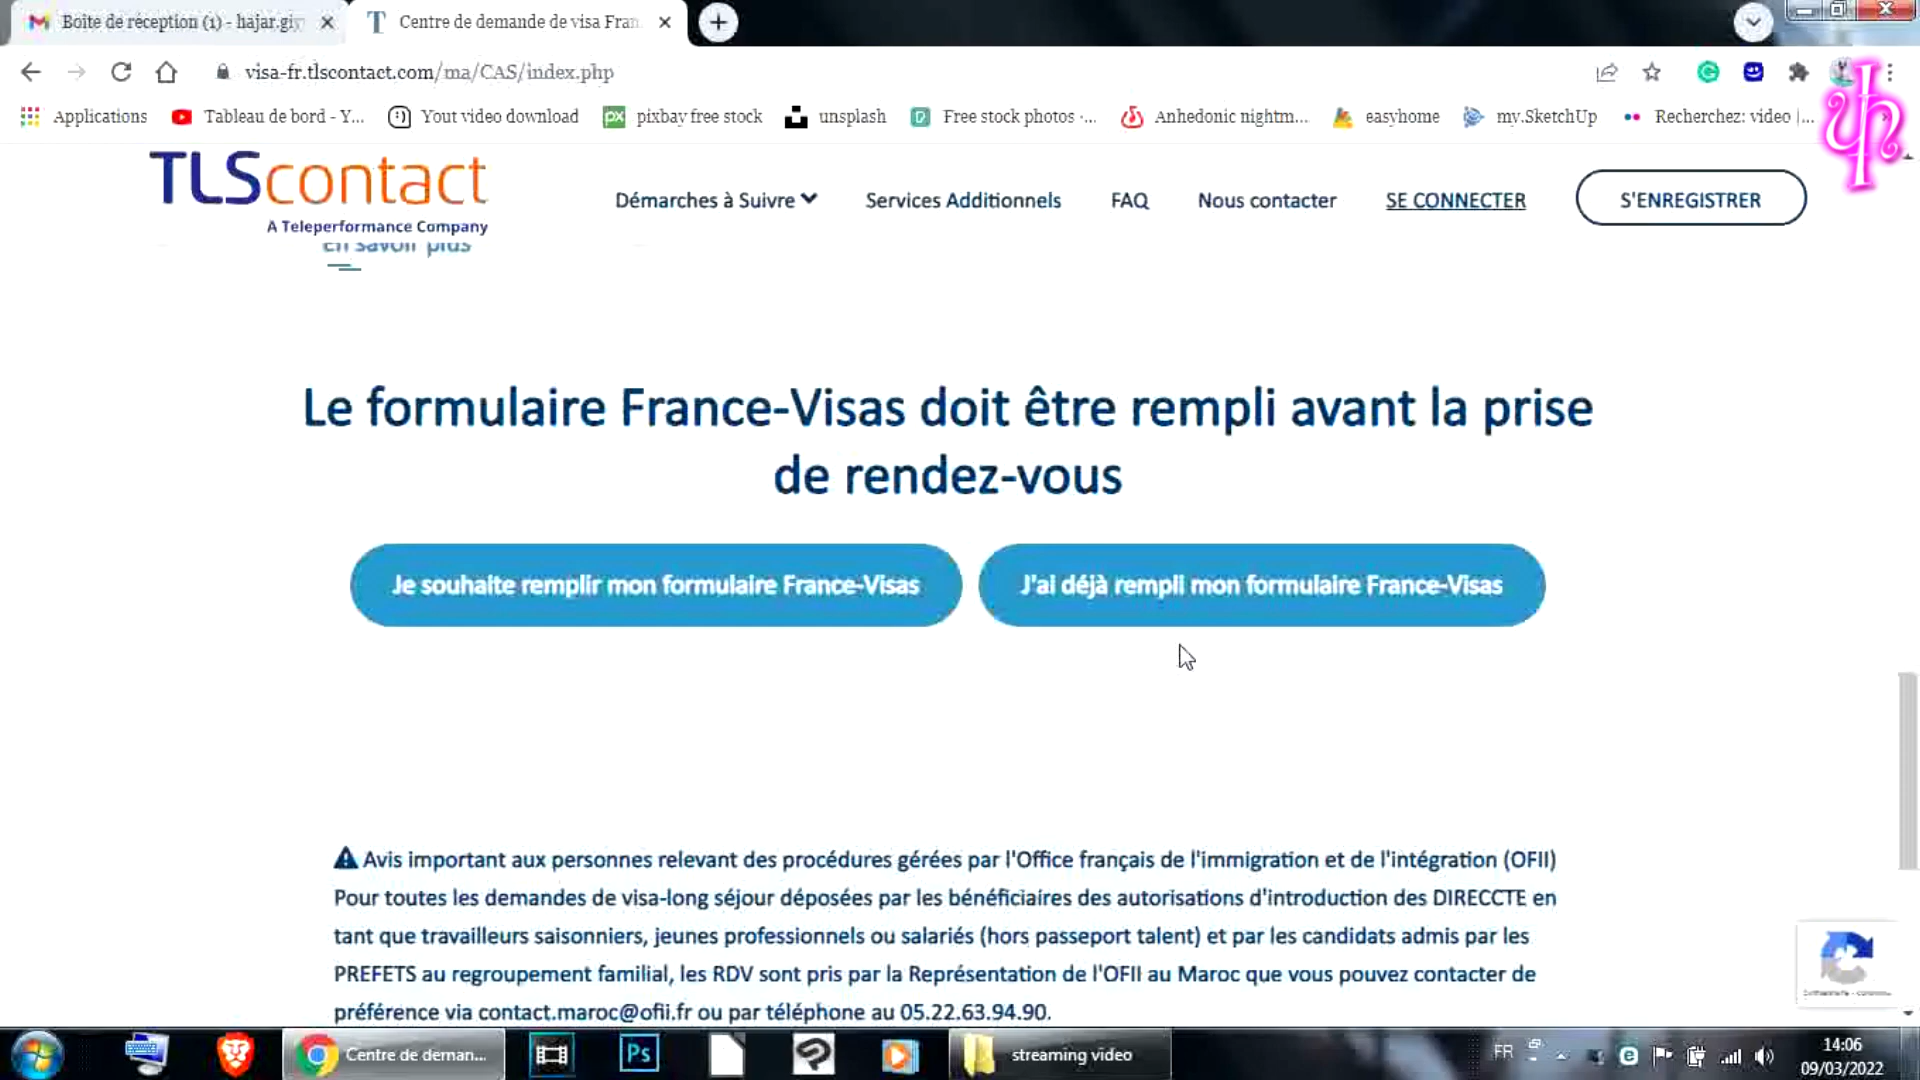 Boîte de réception (1) - hajar.giy
Centre de demande de visa Fran
visa-fr.tlscontact.com/ma/CAS/index.php
Applications
Tableau de bord - Y...
Yout video download
pixbay free stock
unsplash
Free stock photos -...
Anhedonic nightm...
easyhome
my.SketchUp
Recherchez: video |...
TLScontact
A Teleperformance Company
Démarches à Suivre
Services Additionnels
FAQ
Nous contacter
SE CONNECTER
S'ENREGISTRER
En savoir plus
Le formulaire France-Visas doit être rempli avant la prise
de rendez-vous
Je souhaite remplir mon formulaire France-Visas
J'ai déjà rempli mon formulaire France-Visas
Avis important aux personnes relevant des procédures gérées par l'Office français de l'immigration et de l'intégration (OFII)
Pour toutes les demandes de visa-long séjour déposées par les bénéficiaires des autorisations d'introduction des DIRECCTE en
tant que travailleurs saisonniers, jeunes professionnels ou salariés (hors passeport talent) et par les candidats admis par les
PREFETS au regroupement familial, les RDV sont pris par la Représentation de l'OFII au Maroc que vous pouvez contacter de
préférence via contact.maroc@ofii.fr ou par téléphone au 05.22.63.94.90.
Centre de deman...
Ps
streaming video
FR
14:06
09/03/2022